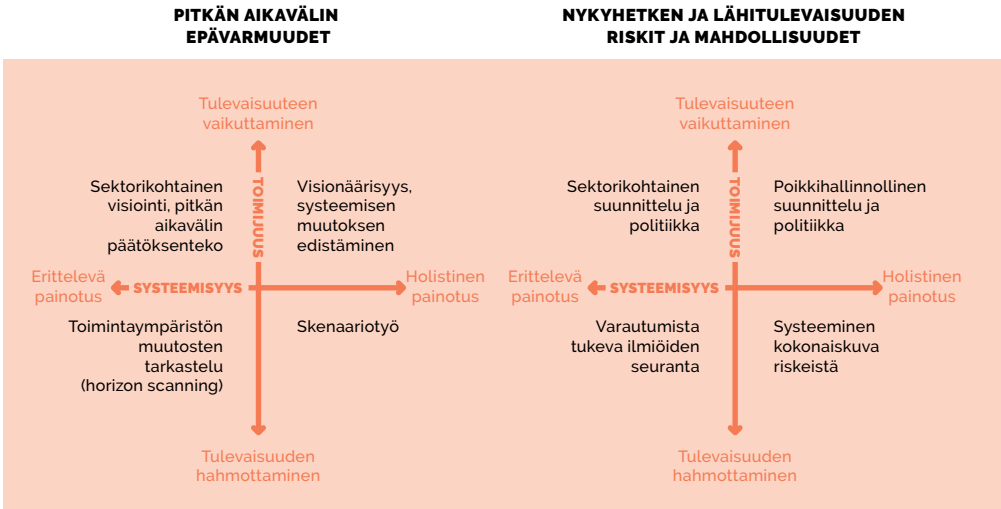 PITKÄN AIKAVÄLIN
EPÄVARMUUDET
Tulevaisuuteen
vaikuttaminen
Sektorikohtainen
visiointi, pitkän
aikavälin
päätöksenteko
TOIMIJUUS
Visionäärisyys,
systeemisen
muutoksen
edistäminen
Erittelevä
painotus
SYSTEEMISYYS
Holistinen
painotus
Toimintaympäristön
muutosten
tarkastelu
(horizon scanning)
Skenaariotyö
Tulevaisuuden
hahmottaminen
NYKYHETKEN JA LÄHITULEVAISUUDEN
RISKIT JA MAHDOLLISUUDET
Tulevaisuuteen
vaikuttaminen
Sektorikohtainen
suunnittelu ja
politiikka
TOIMIJUUS
Poikkihallinnollinen
suunnittelu ja
politiikka
Erittelevä
painotus
SYSTEEMISYYS
Holistinen
painotus
Varautumista
tukeva ilmiöiden
seuranta
Systeeminen
kokonaiskuva
riskeistä
Tulevaisuuden
hahmottaminen